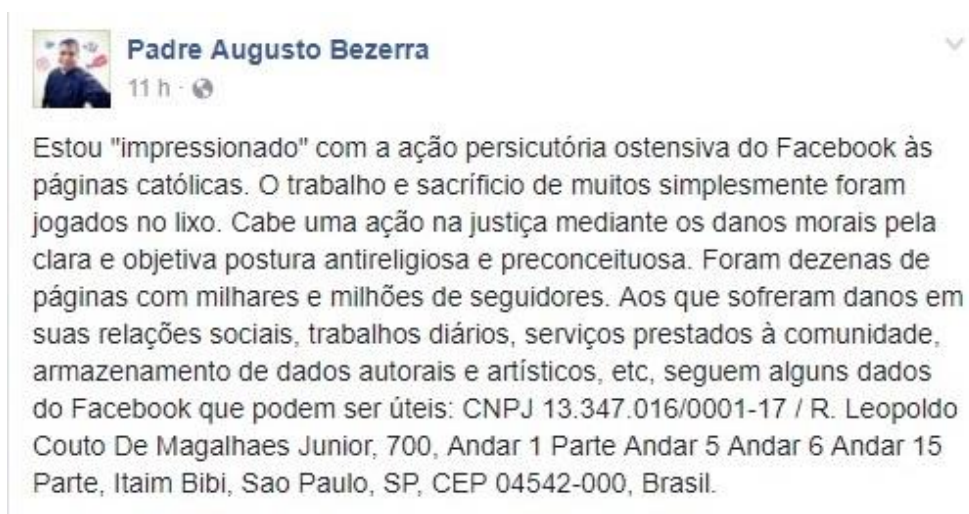 Padre Augusto Bezerra
11 h ·
Estou "impressionado" com a ação persicutória ostensiva do Facebook às
páginas católicas. O trabalho e sacríficio de muitos simplesmente foram
jogados no lixo. Cabe uma ação na justiça mediante os danos morais pela
clara e objetiva postura antireligiosa e preconceituosa. Foram dezenas de
páginas com milhares e milhões de seguidores. Aos que sofreram danos em
suas relações sociais, trabalhos diários, serviços prestados à comunidade,
armazenamento de dados autorais e artísticos, etc, seguem alguns dados
do Facebook que podem ser úteis: CNPJ 13.347.016/0001-17 / R. Leopoldo
Couto De Magalhaes Junior, 700, Andar 1 Parte Andar 5 Andar 6 Andar 15
Parte, Itaim Bibi, Sao Paulo, SP, CEP 04542-000, Brasil.